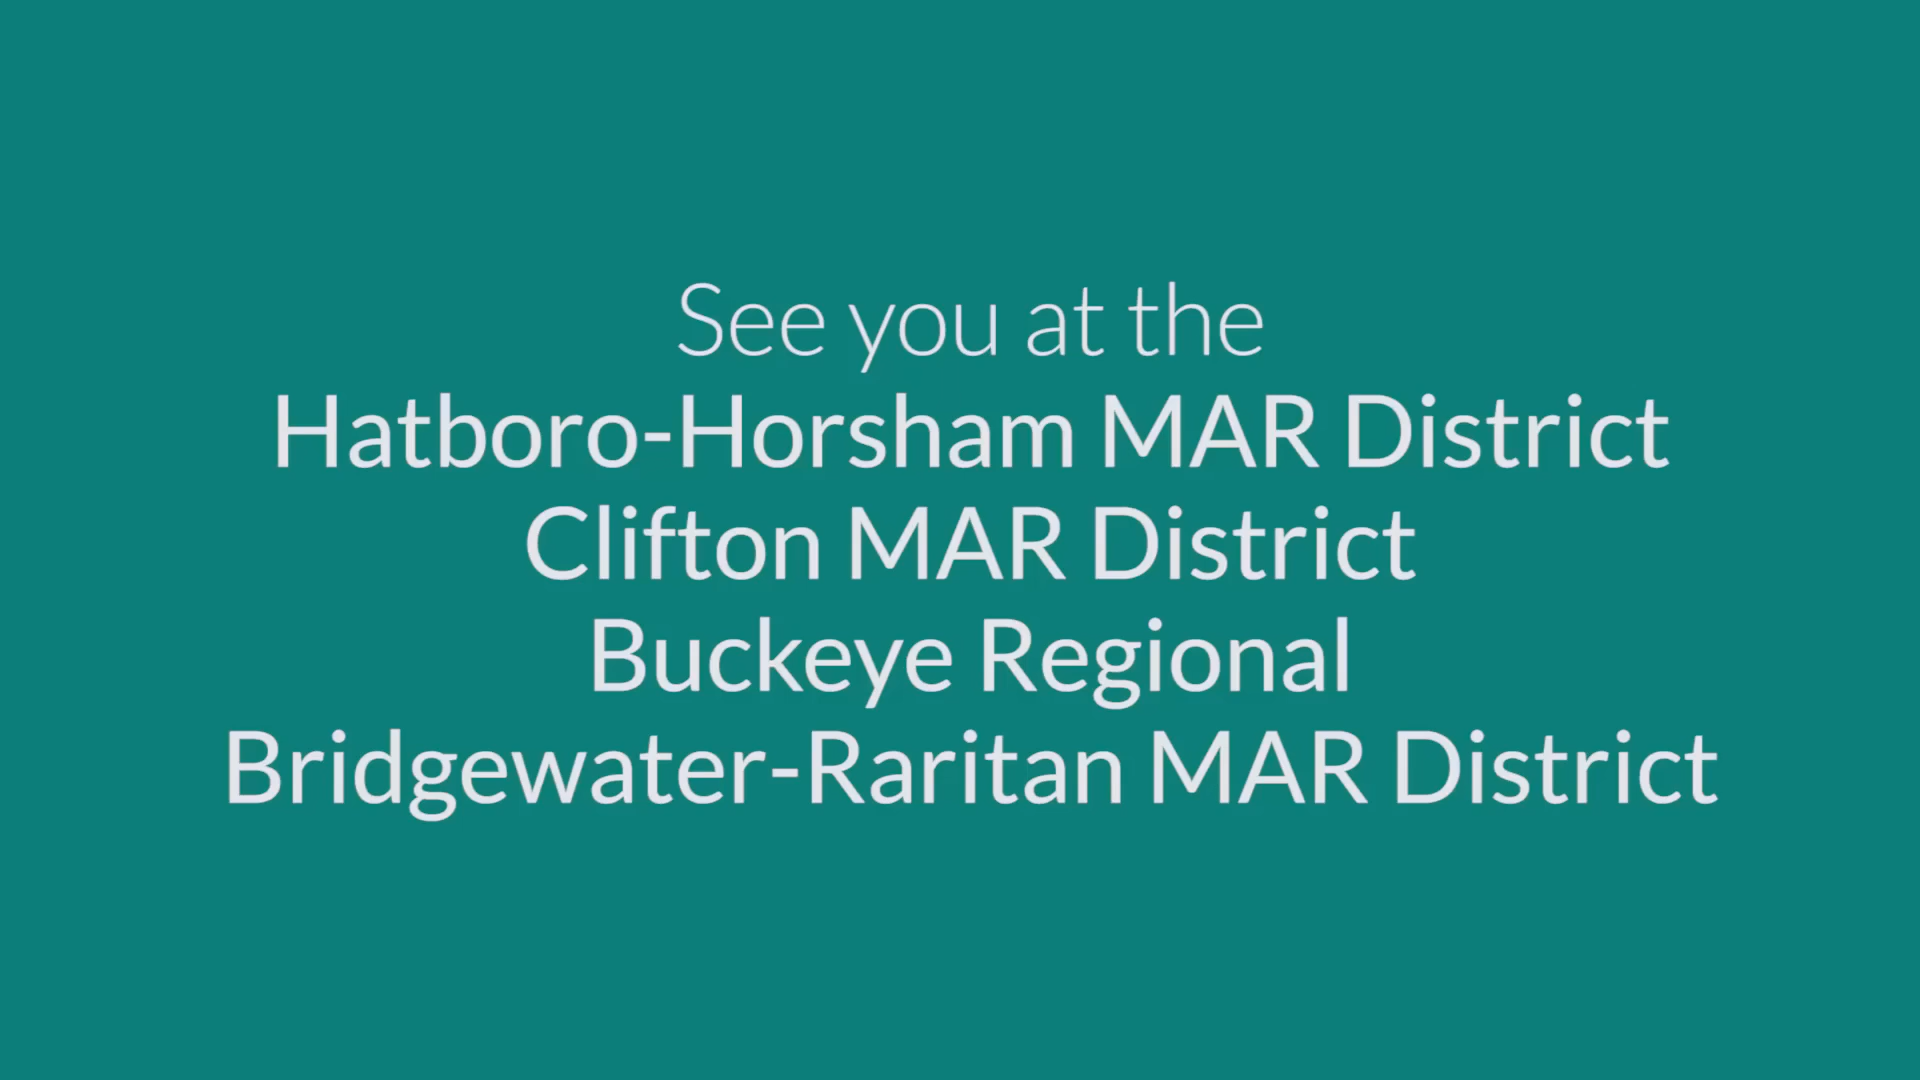 See you at the
Hatboro-Horsham MAR District
Clifton MAR District
Buckeye Regional
Bridgewater-Raritan MAR District